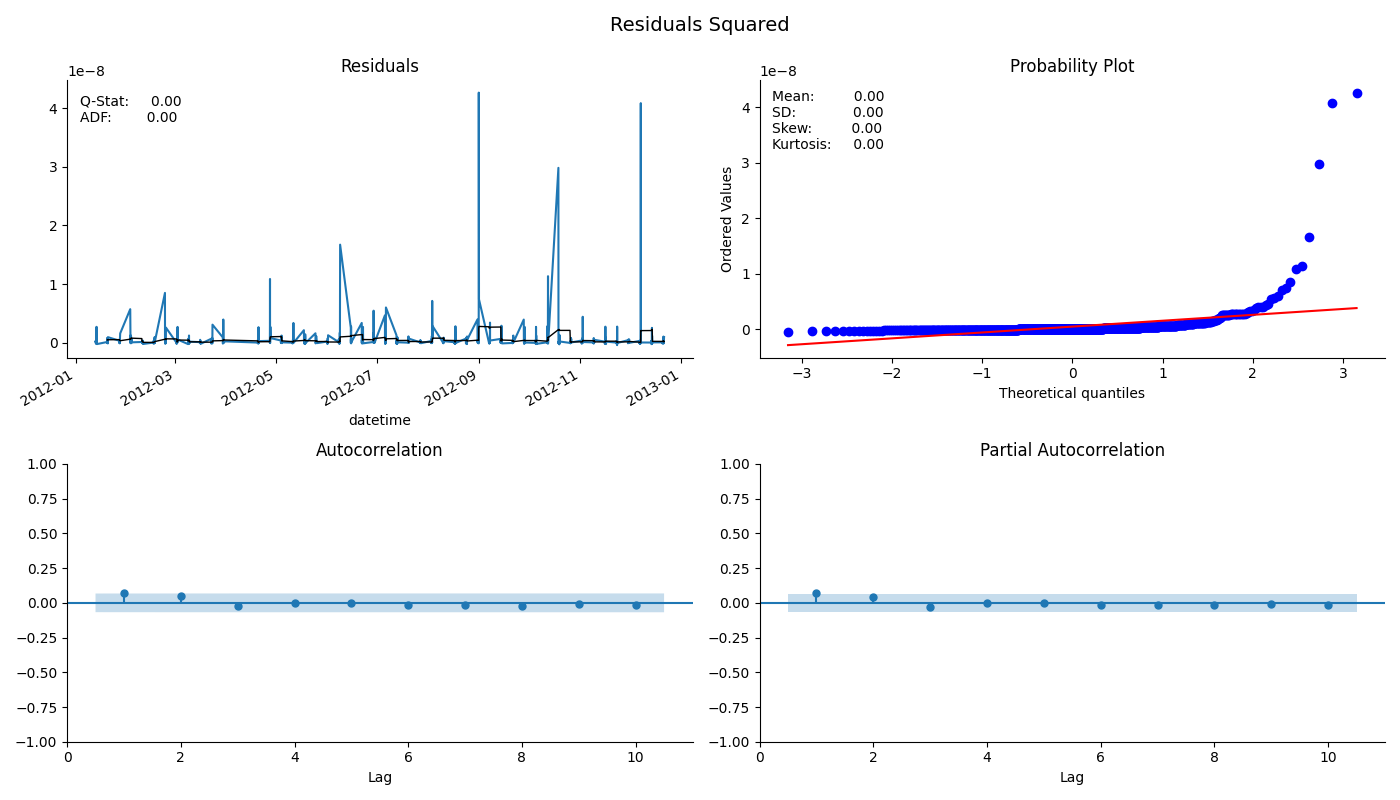 Residuals Squared
Residuals
1e−8
Q-Stat: 0.00
ADF: 0.00
4
3
2
1
0
2012-01
2012-03
2012-05
2012-07
2012-09
2012-11
2013-01
datetime
Probability Plot
1e−8
Mean: 0.00
SD: 0.00
Skew: 0.00
Kurtosis: 0.00
Ordered Values
4
3
2
1
0
−3 −2 −1 0 1 2 3
Theoretical quantiles
Autocorrelation
1.00
0.75
0.50
0.25
0.00
−0.25
−0.50
−0.75
−1.00
0 2 4 6 8 10
Lag
Partial Autocorrelation
1.00
0.75
0.50
0.25
0.00
−0.25
−0.50
−0.75
−1.00
0 2 4 6 8 10
Lag